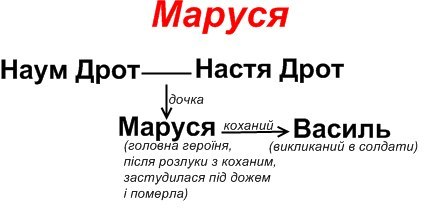 Маруся
Наум Дрот Настя Дрот
дочка
Маруся коханий Василь
(головна героїня, (викликаний в солдати)
після розлуки з коханим,
застудилася під дожем
і померла)